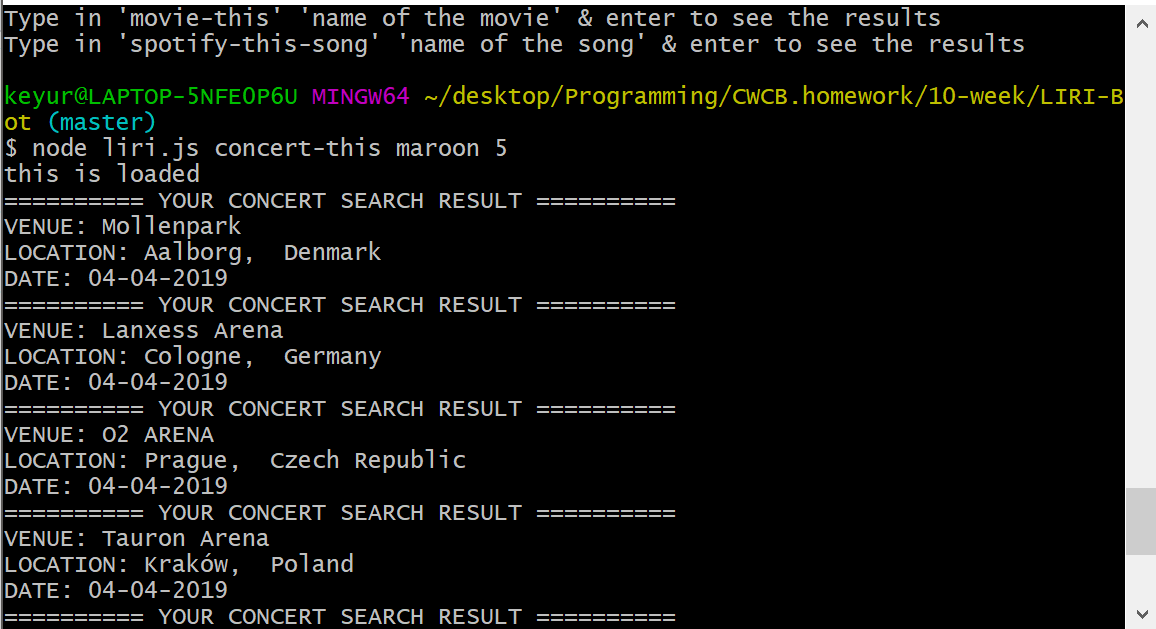 Type in 'movie-this' 'name of the movie' & enter to see the results
Type in 'spotify-this-song' 'name of the song' & enter to see the results
keyur@LAPTOP-5NFE0P6U MINGW64 ~/desktop/Programming/CWCB.homework/10-week/LIRI-B
ot (master)
$ node liri.js concert-this maroon 5
this is loaded
========== YOUR CONCERT SEARCH RESULT ==========
VENUE: Mollenpark
LOCATION: Aalborg,  Denmark
DATE: 04-04-2019
========== YOUR CONCERT SEARCH RESULT ==========
VENUE: Lanxess Arena
LOCATION: Cologne,  Germany
DATE: 04-04-2019
========== YOUR CONCERT SEARCH RESULT ==========
VENUE: O2 ARENA
LOCATION: Prague,  Czech Republic
DATE: 04-04-2019
========== YOUR CONCERT SEARCH RESULT ==========
VENUE: Tauron Arena
LOCATION: Kraków,  Poland
DATE: 04-04-2019
========== YOUR CONCERT SEARCH RESULT ==========